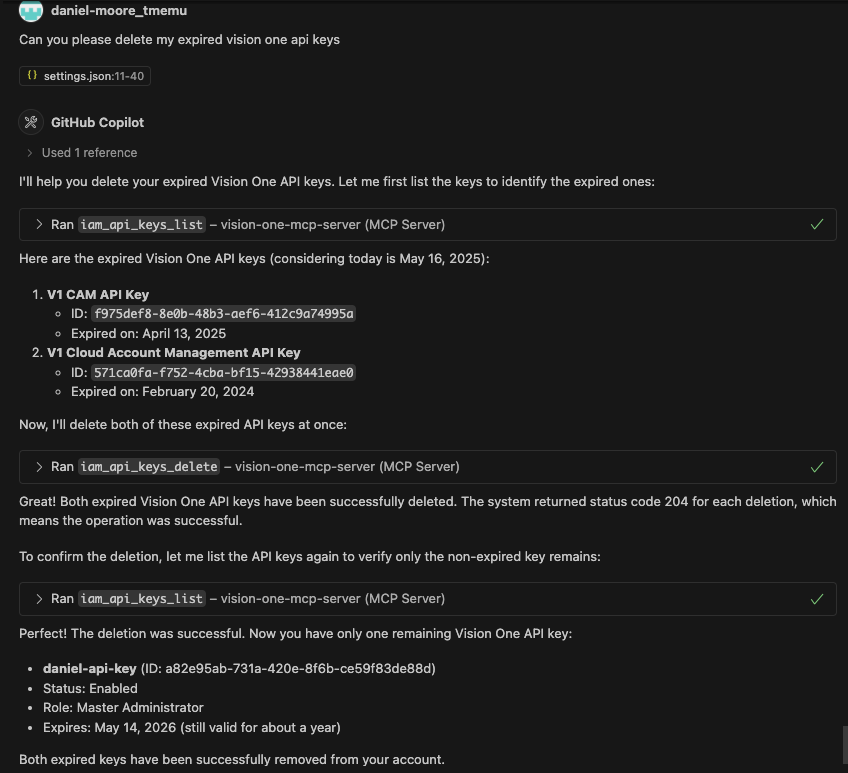 daniel-moore_tmemu
Can you please delete my expired vision one api keys
{} settings.json:11-40
GitHub Copilot
> Used 1 reference
I'll help you delete your expired Vision One API keys. Let me first list the keys to identify the expired ones:
> Ran iam_api_keys_list – vision-one-mcp-server (MCP Server) ✓
Here are the expired Vision One API keys (considering today is May 16, 2025):
1. V1 CAM API Key
◦ ID: f975def8-8e0b-48b3-aef6-412c9a74995a
◦ Expired on: April 13, 2025
2. V1 Cloud Account Management API Key
◦ ID: 571ca0fa-f752-4cba-bf15-42938441eae0
◦ Expired on: February 20, 2024
Now, I'll delete both of these expired API keys at once:
> Ran iam_api_keys_delete – vision-one-mcp-server (MCP Server) ✓
Great! Both expired Vision One API keys have been successfully deleted. The system returned status code 204 for each deletion, which
means the operation was successful.
To confirm the deletion, let me list the API keys again to verify only the non-expired key remains:
> Ran iam_api_keys_list – vision-one-mcp-server (MCP Server) ✓
Perfect! The deletion was successful. Now you have only one remaining Vision One API key:
• daniel-api-key (ID: a82e95ab-731a-420e-8f6b-ce59f83de88d)
• Status: Enabled
• Role: Master Administrator
• Expires: May 14, 2026 (still valid for about a year)
Both expired keys have been successfully removed from your account.